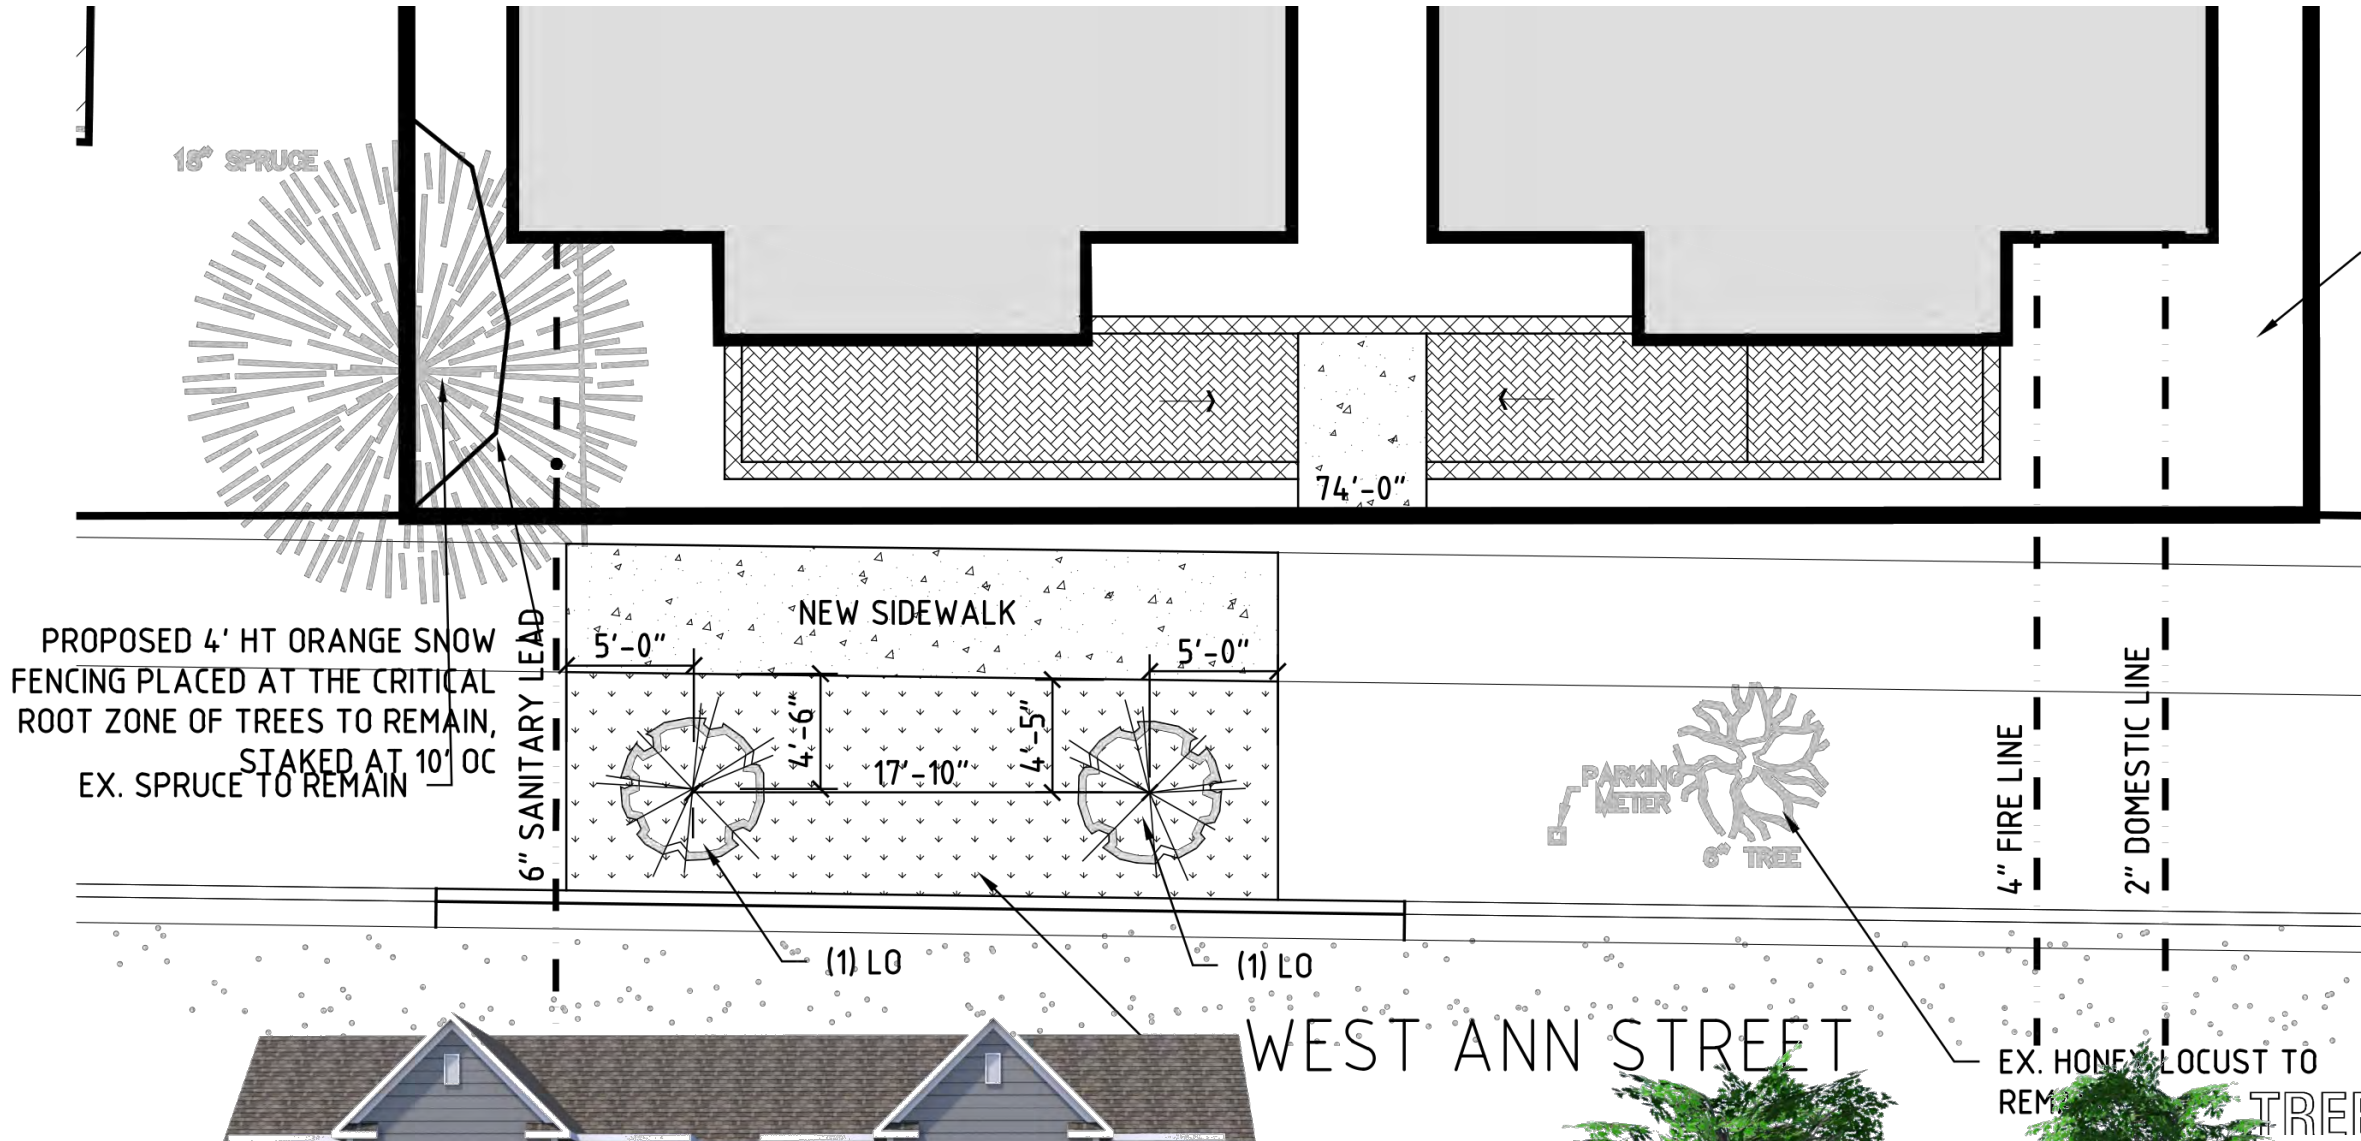 18" SPRUCE
74'-0"
NEW SIDEWALK
5'-0"
5'-0"
PROPOSED 4' HT ORANGE SNOW
FENCING PLACED AT THE CRITICAL
ROOT ZONE OF TREES TO REMAIN,
STAKED AT 10' OC
EX. SPRUCE TO REMAIN
6" SANITARY LEAD
4'-6"
17'-10"
4'-5"
PARKING
METER
6" TREE
4" FIRE LINE
2" DOMESTIC LINE
(1) LO
(1) LO
WEST ANN STREET
EX. HONEY LOCUST TO